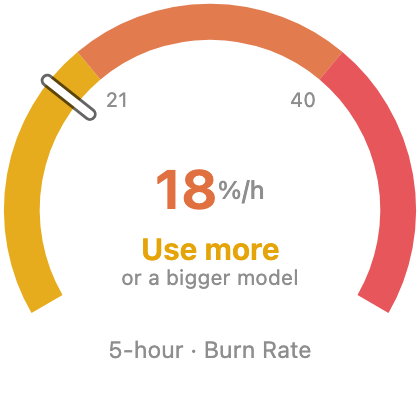 21
40
18%/h
Use more
or a bigger model
5-hour · Burn Rate